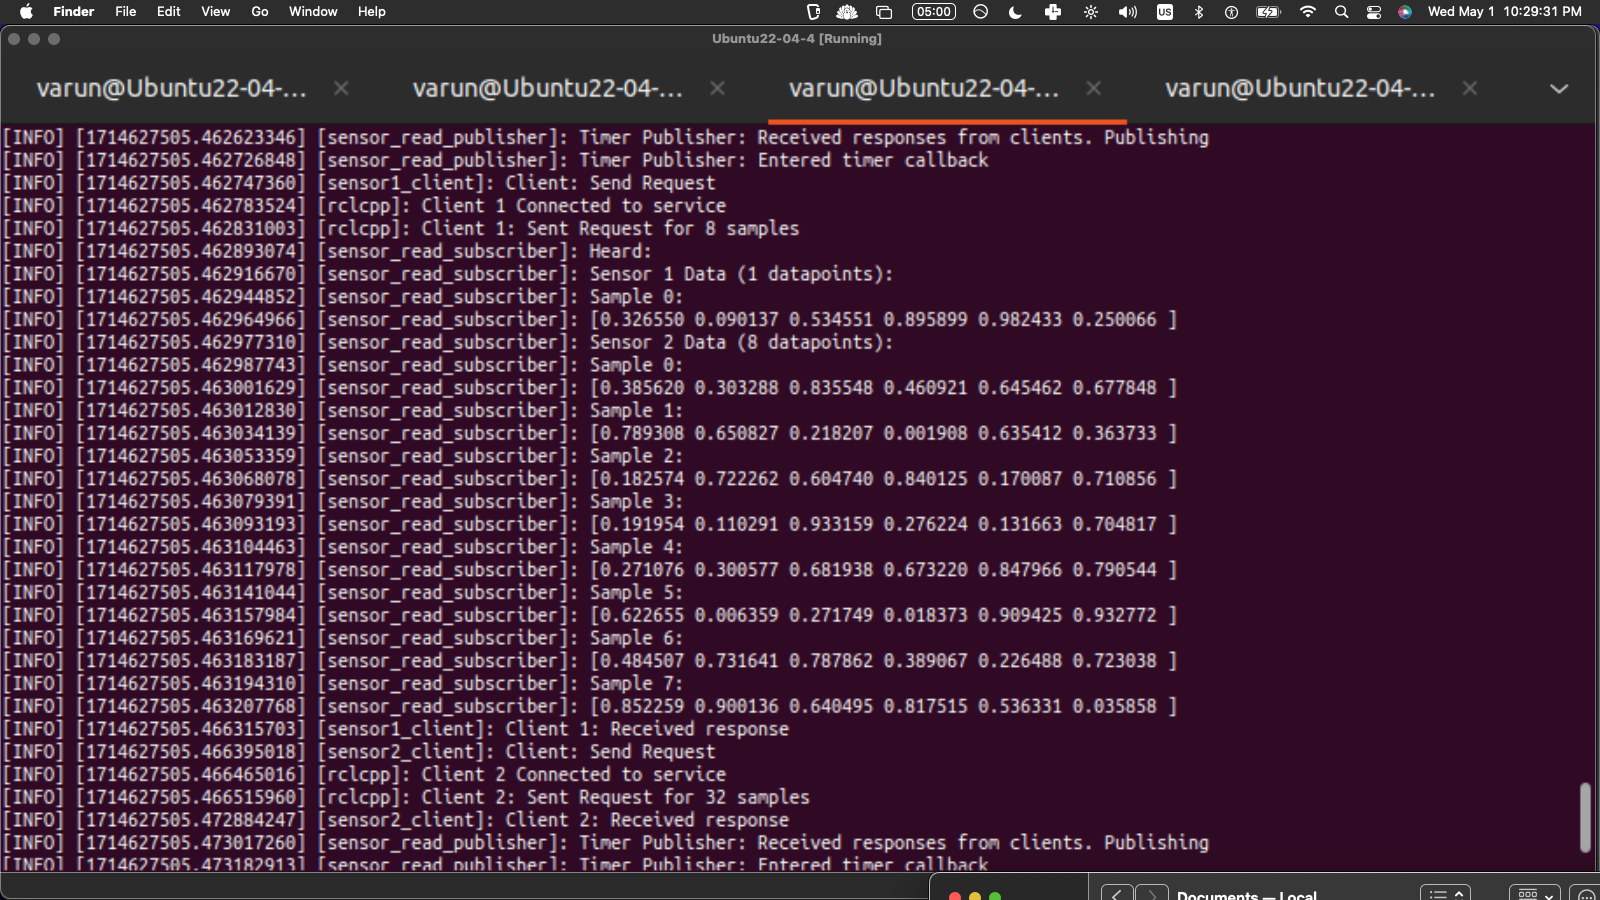 Finder File Edit View Go Window Help 05:00 US Wed May 1 10:29:31 PM
Ubuntu22-04-4 [Running]
varun@Ubuntu22-04-... varun@Ubuntu22-04-... varun@Ubuntu22-04-... varun@Ubuntu22-04-...
[INFO] [1714627505.462623346] [sensor_read_publisher]: Timer Publisher: Received responses from clients. Publishing
[INFO] [1714627505.462726848] [sensor_read_publisher]: Timer Publisher: Entered timer callback
[INFO] [1714627505.462747360] [sensor1_client]: Client: Send Request
[INFO] [1714627505.462783524] [rclcpp]: Client 1 Connected to service
[INFO] [1714627505.462831003] [rclcpp]: Client 1: Sent Request for 8 samples
[INFO] [1714627505.462893074] [sensor_read_subscriber]: Heard:
[INFO] [1714627505.462916670] [sensor_read_subscriber]: Sensor 1 Data (1 datapoints):
[INFO] [1714627505.462944852] [sensor_read_subscriber]: Sample 0:
[INFO] [1714627505.462964966] [sensor_read_subscriber]: [0.326550 0.090137 0.534551 0.895899 0.982433 0.250066 ]
[INFO] [1714627505.462977310] [sensor_read_subscriber]: Sensor 2 Data (8 datapoints):
[INFO] [1714627505.462987743] [sensor_read_subscriber]: Sample 0:
[INFO] [1714627505.463001629] [sensor_read_subscriber]: [0.385620 0.303288 0.835548 0.460921 0.645462 0.677848 ]
[INFO] [1714627505.463012830] [sensor_read_subscriber]: Sample 1:
[INFO] [1714627505.463034139] [sensor_read_subscriber]: [0.789308 0.650827 0.218207 0.001908 0.635412 0.363733 ]
[INFO] [1714627505.463053359] [sensor_read_subscriber]: Sample 2:
[INFO] [1714627505.463068078] [sensor_read_subscriber]: [0.182574 0.722262 0.604740 0.840125 0.170087 0.710856 ]
[INFO] [1714627505.463079391] [sensor_read_subscriber]: Sample 3:
[INFO] [1714627505.463093193] [sensor_read_subscriber]: [0.191954 0.110291 0.933159 0.276224 0.131663 0.704817 ]
[INFO] [1714627505.463104463] [sensor_read_subscriber]: Sample 4:
[INFO] [1714627505.463117978] [sensor_read_subscriber]: [0.271076 0.300577 0.681938 0.673220 0.847966 0.790544 ]
[INFO] [1714627505.463141044] [sensor_read_subscriber]: Sample 5:
[INFO] [1714627505.463157984] [sensor_read_subscriber]: [0.622655 0.006359 0.271749 0.018373 0.909425 0.932772 ]
[INFO] [1714627505.463169621] [sensor_read_subscriber]: Sample 6:
[INFO] [1714627505.463183187] [sensor_read_subscriber]: [0.484507 0.731641 0.787862 0.389067 0.226488 0.723038 ]
[INFO] [1714627505.463194310] [sensor_read_subscriber]: Sample 7:
[INFO] [1714627505.463207768] [sensor_read_subscriber]: [0.852259 0.900136 0.640495 0.817515 0.536331 0.035858 ]
[INFO] [1714627505.466315703] [sensor1_client]: Client 1: Received response
[INFO] [1714627505.466395018] [sensor2_client]: Client: Send Request
[INFO] [1714627505.466465016] [rclcpp]: Client 2 Connected to service
[INFO] [1714627505.466515960] [rclcpp]: Client 2: Sent Request for 32 samples
[INFO] [1714627505.472884247] [sensor2_client]: Client 2: Received response
[INFO] [1714627505.473017260] [sensor_read_publisher]: Timer Publisher: Received responses from clients. Publishing
[INFO] [1714627505.473182913] [sensor_read_publisher]: Timer Publisher: Entered timer callback
Documents — Local